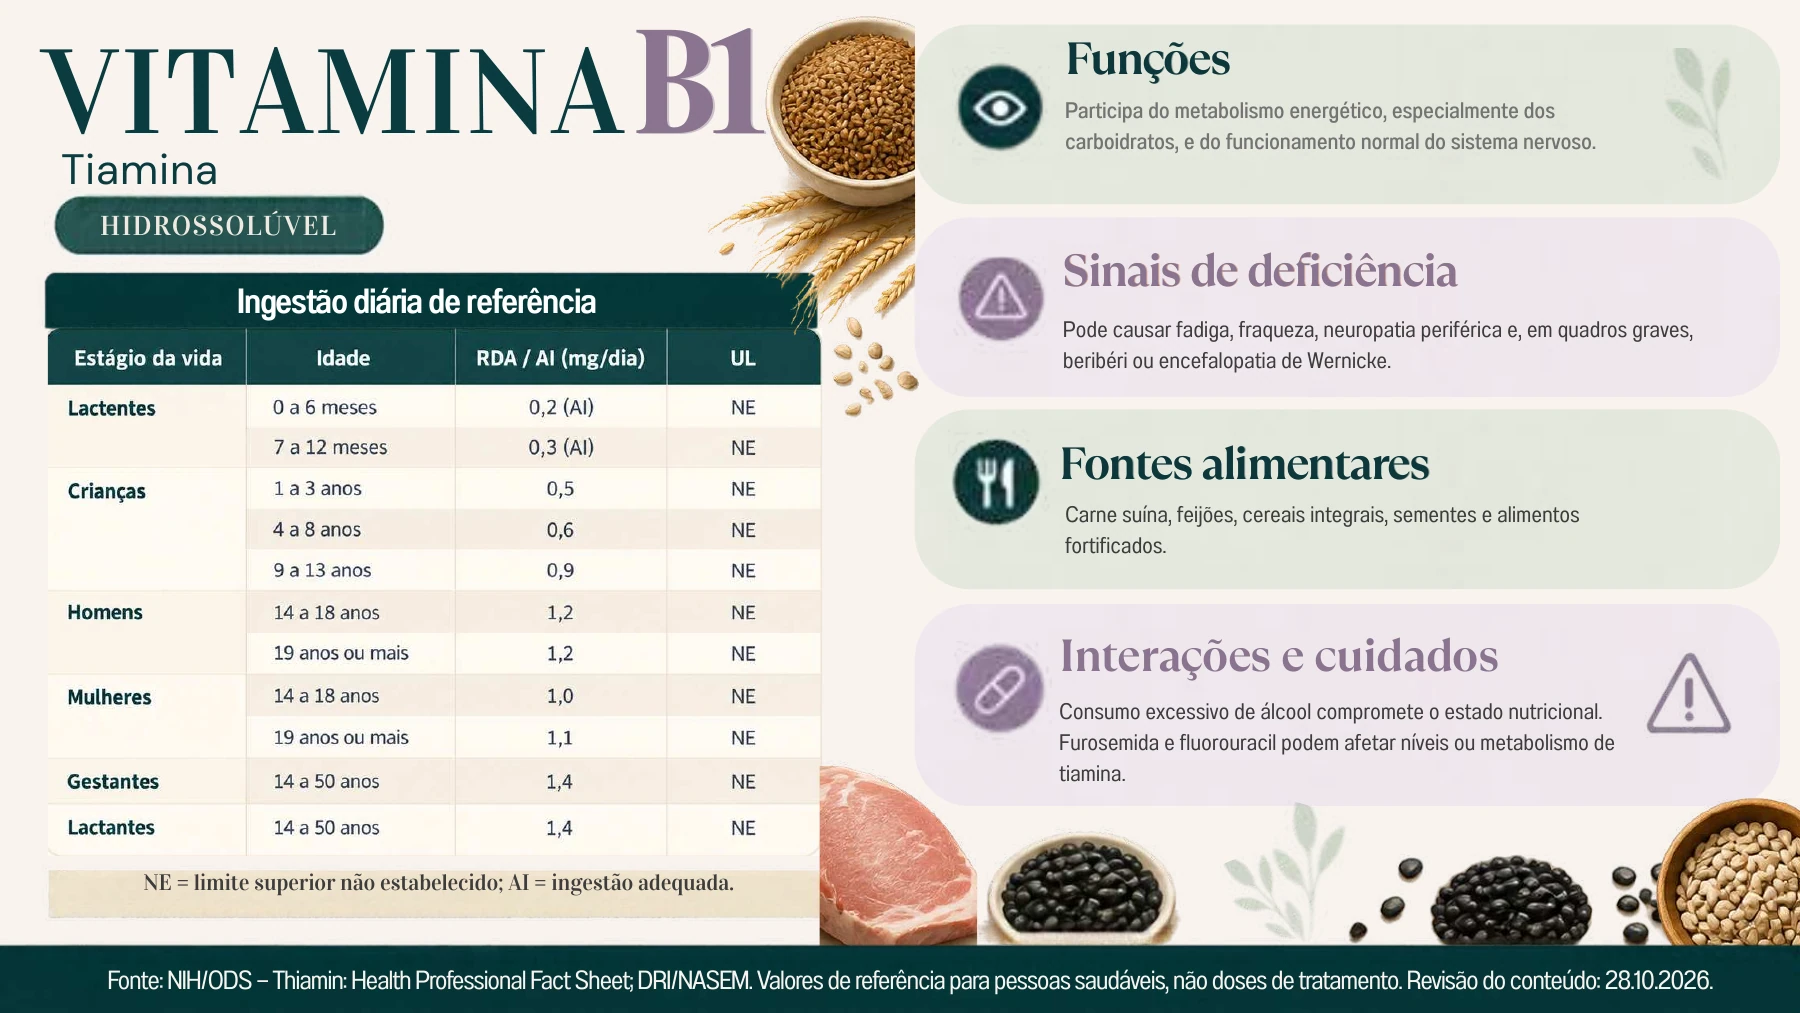 VITAMINA B1
Tiamina
HIDROSSOLÚVEL
Ingestão diária de referência
Estágio da vida Idade RDA / AI (mg/dia) UL
Lactentes 0 a 6 meses 0,2 (AI) NE
7 a 12 meses 0,3 (AI) NE
Crianças 1 a 3 anos 0,5 NE
4 a 8 anos 0,6 NE
9 a 13 anos 0,9 NE
Homens 14 a 18 anos 1,2 NE
19 anos ou mais 1,2 NE
Mulheres 14 a 18 anos 1,0 NE
19 anos ou mais 1,1 NE
Gestantes 14 a 50 anos 1,4 NE
Lactantes 14 a 50 anos 1,4 NE
NE = limite superior não estabelecido; AI = ingestão adequada.
Funções
Participa do metabolismo energético, especialmente dos
carboidratos, e do funcionamento normal do sistema nervoso.
Sinais de deficiência
Pode causar fadiga, fraqueza, neuropatia periférica e, em quadros graves,
beribéri ou encefalopatia de Wernicke.
Fontes alimentares
Carne suína, feijões, cereais integrais, sementes e alimentos
fortificados.
Interações e cuidados
Consumo excessivo de álcool compromete o estado nutricional.
Furosemida e fluorouracil podem afetar níveis ou metabolismo de
tiamina.
Fonte: NIH/ODS – Thiamin: Health Professional Fact Sheet; DRI/NASEM. Valores de referência para pessoas saudáveis, não doses de tratamento. Revisão do conteúdo: 28.10.2026.